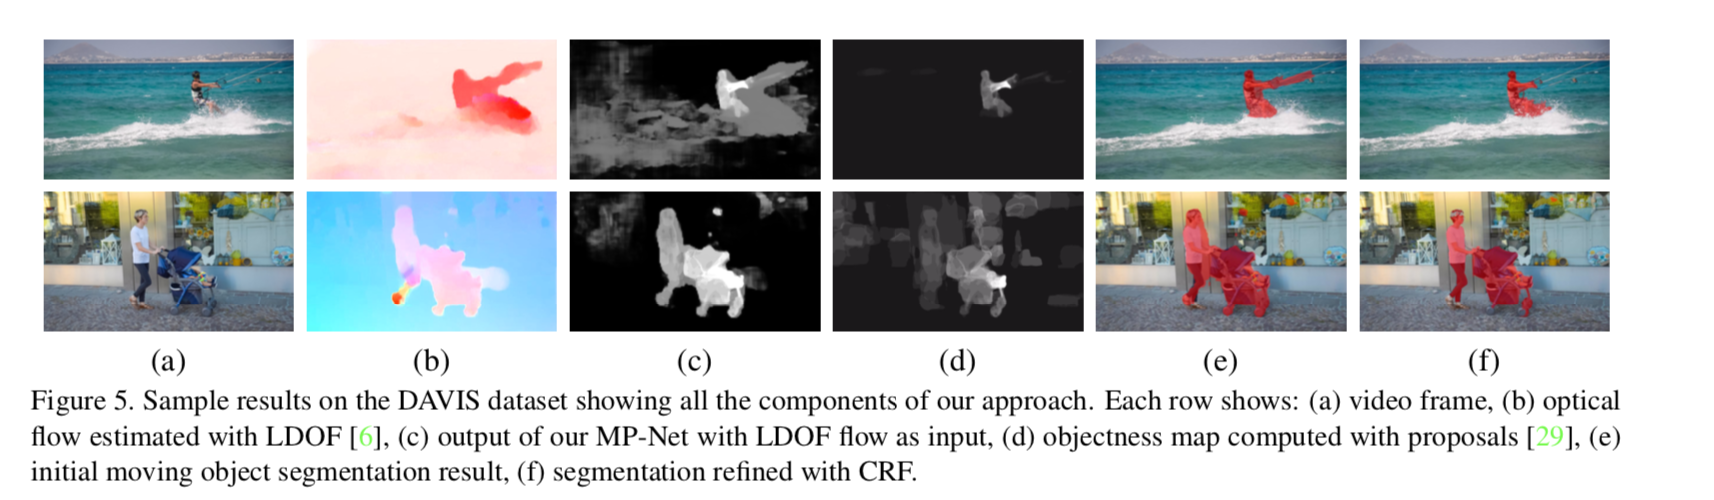 (a) (b) (c) (d) (e) (f)
Figure 5. Sample results on the DAVIS dataset showing all the components of our approach. Each row shows: (a) video frame, (b) optical
flow estimated with LDOF [6], (c) output of our MP-Net with LDOF flow as input, (d) objectness map computed with proposals [29], (e)
initial moving object segmentation result, (f) segmentation refined with CRF.